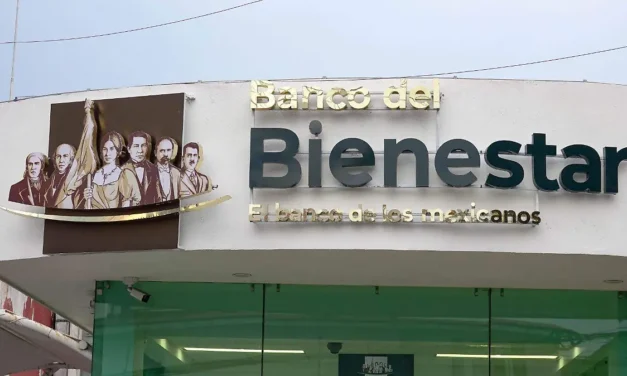 Banco del
Bienestar
El banco de los mexicanos